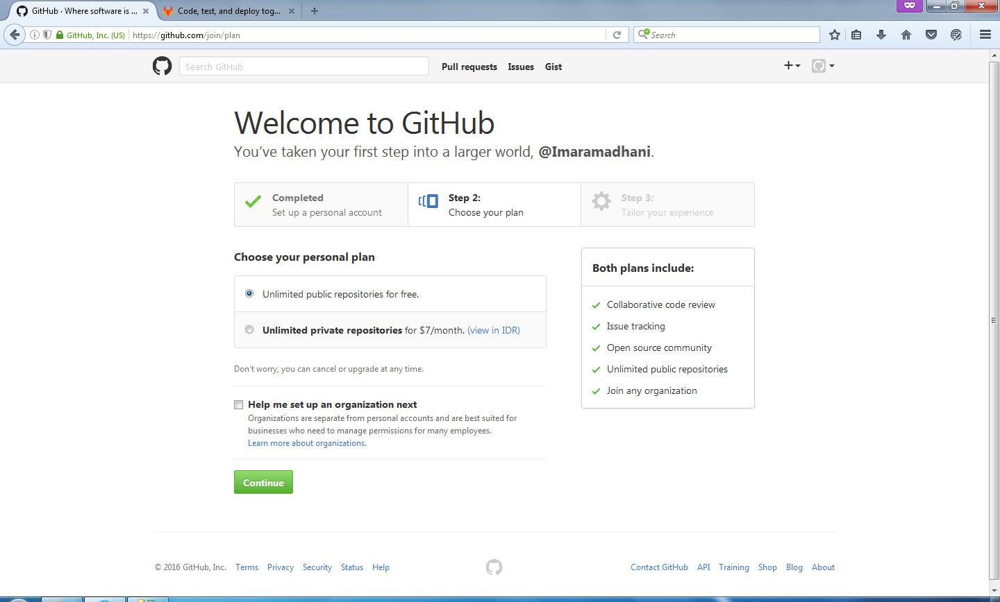 GitHub · Where software is ...
Code, test, and deploy tog...
GitHub, Inc. (US)
https://github.com/join/plan
Search
Search GitHub
Pull requests
Issues
Gist
Welcome to GitHub
You’ve taken your first step into a larger world, @Imaramadhani.
Completed
Set up a personal account
Step 2:
Choose your plan
Step 3:
Tailor your experience
Choose your personal plan
Unlimited public repositories for free.
Unlimited private repositories for $7/month. (view in IDR)
Don’t worry, you can cancel or upgrade at any time.
Help me set up an organization next
Organizations are separate from personal accounts and are best suited for
businesses who need to manage permissions for many employees.
Learn more about organizations.
Continue
Both plans include:
Collaborative code review
Issue tracking
Open source community
Unlimited public repositories
Join any organization
© 2016 GitHub, Inc. Terms Privacy Security Status Help
Contact GitHub API Training Shop Blog About